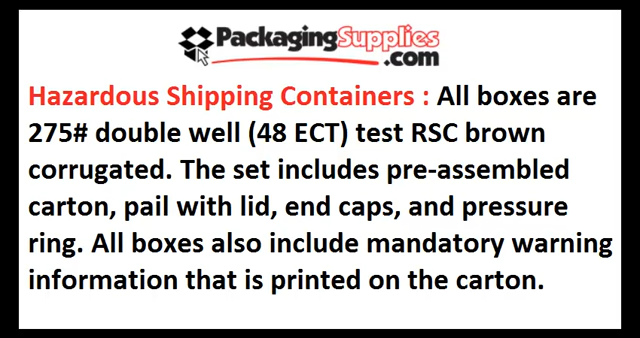 PackagingSupplies
.com
Hazardous Shipping Containers : All boxes are
275# double well (48 ECT) test RSC brown
corrugated. The set includes pre-assembled
carton, pail with lid, end caps, and pressure
ring. All boxes also include mandatory warning
information that is printed on the carton.